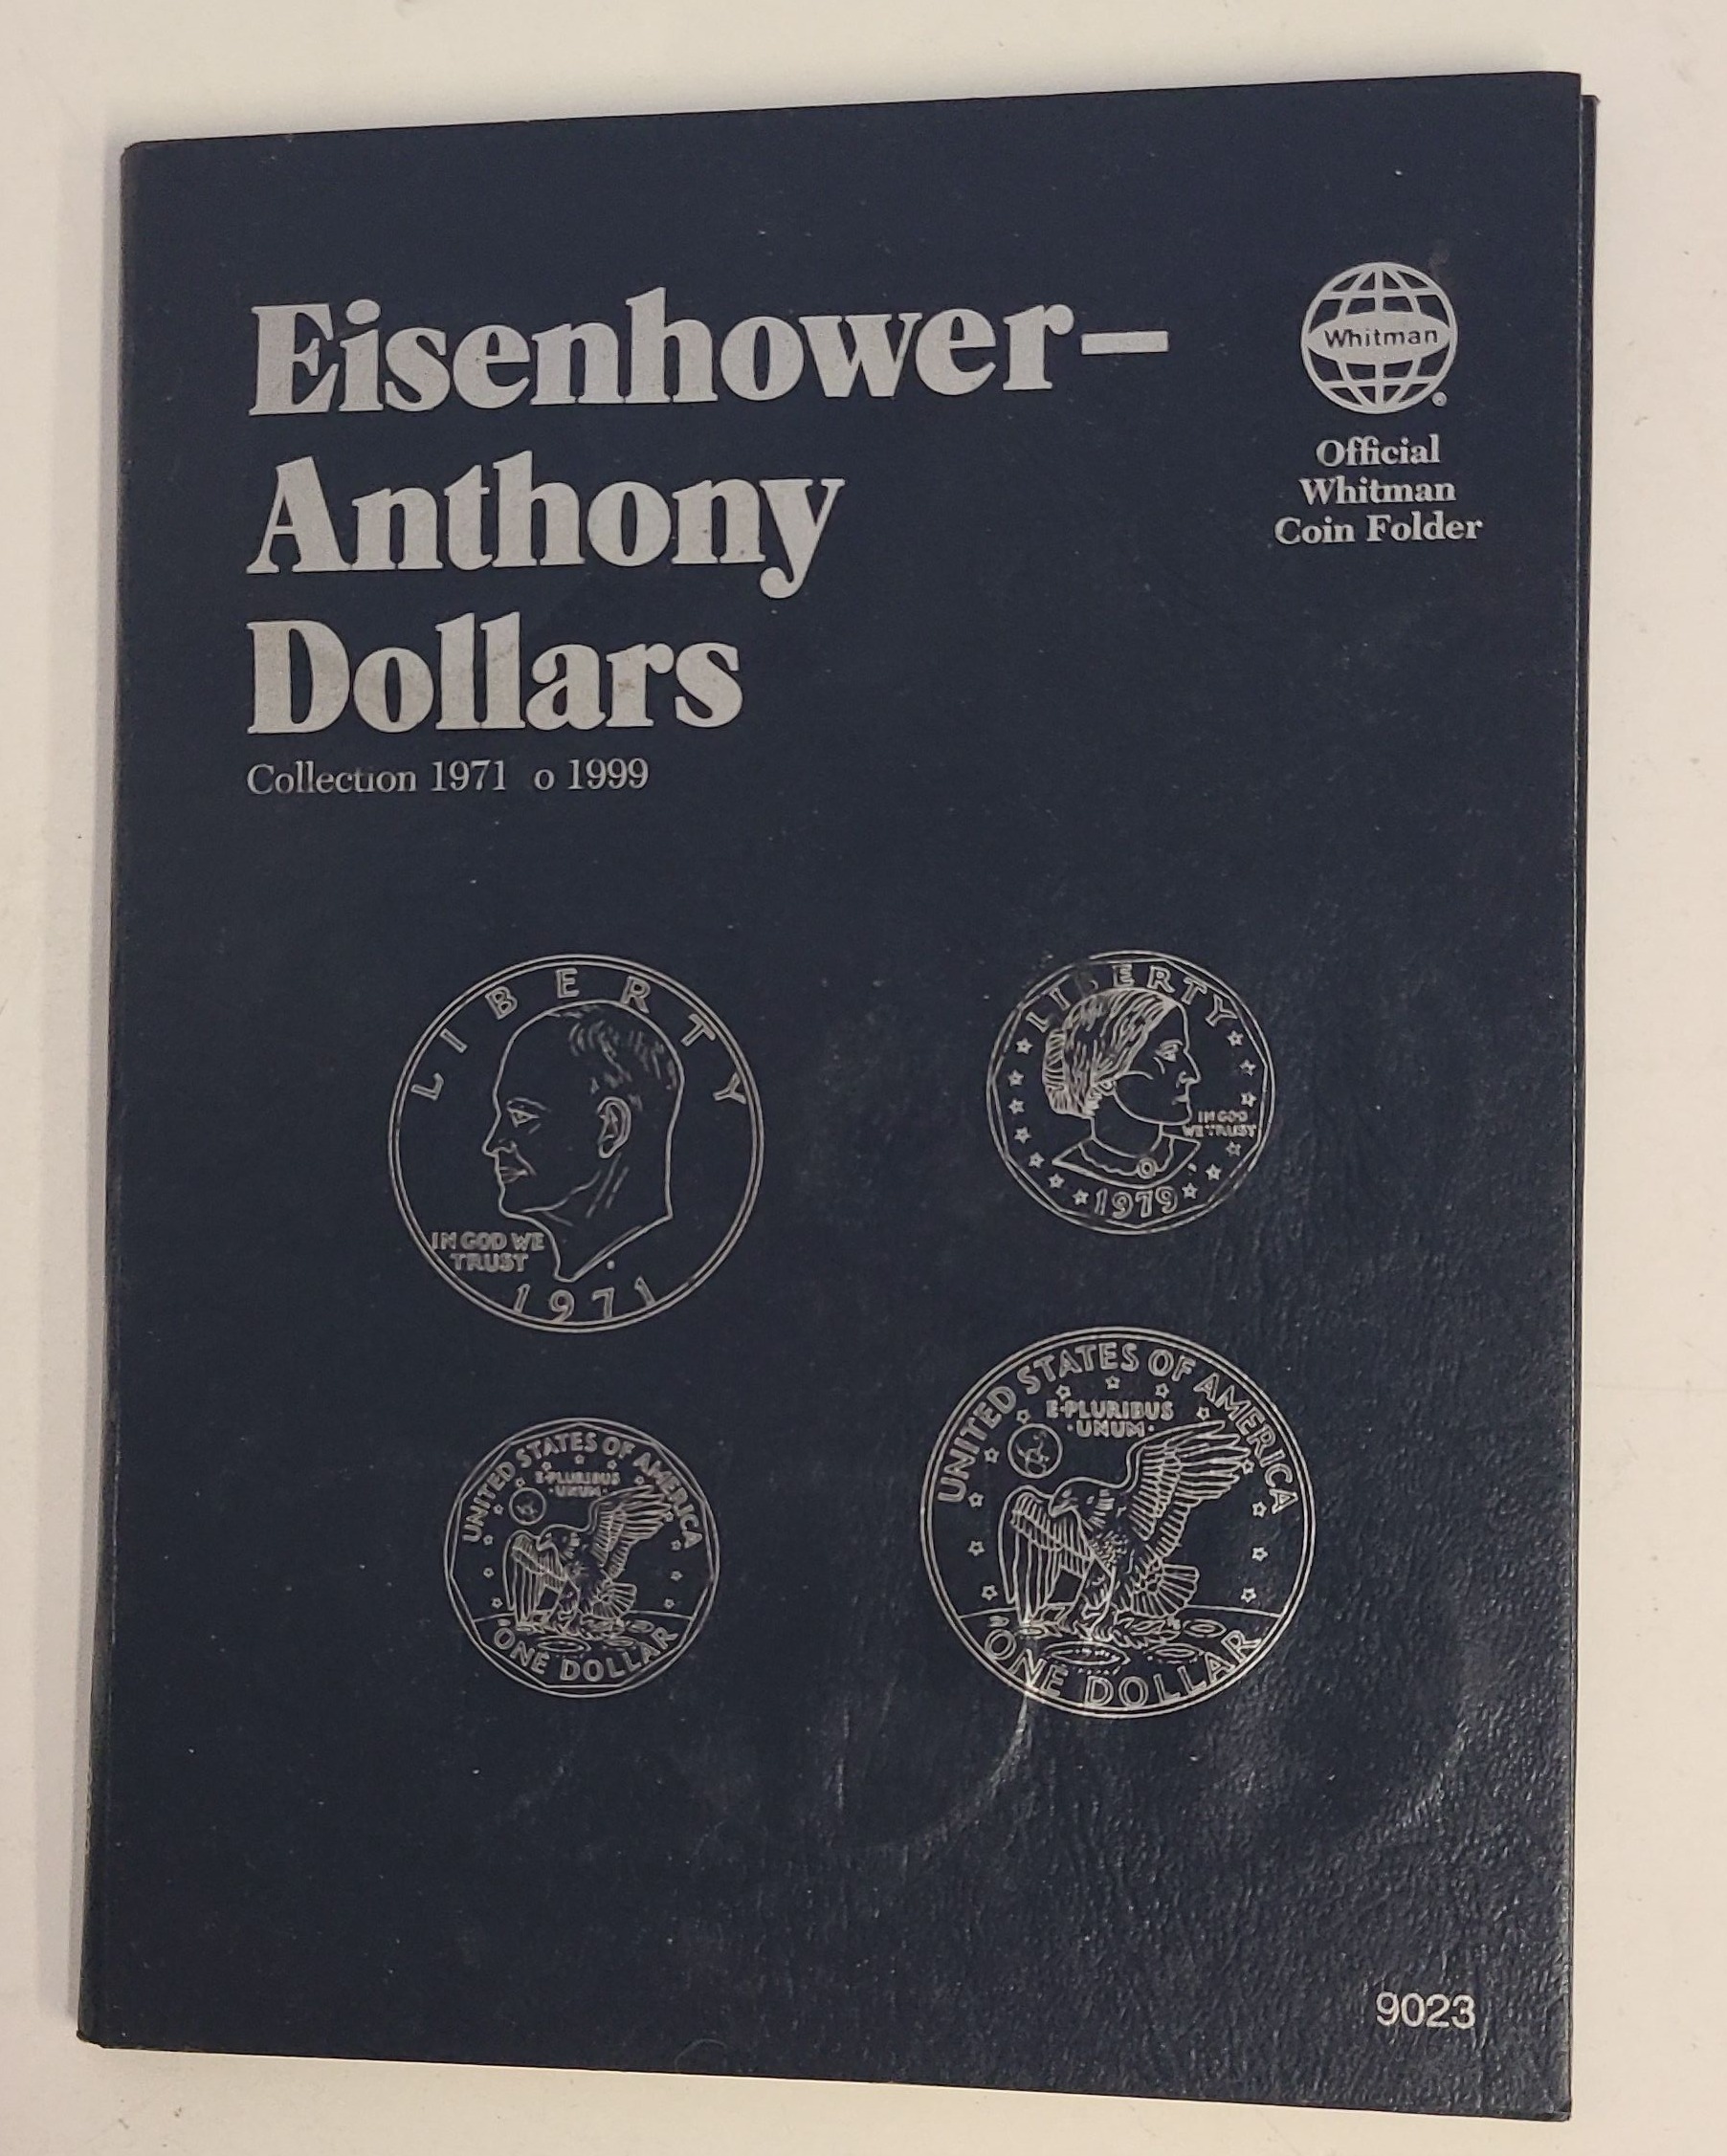 Eisenhower–
Anthony
Dollars
Collection 1971 o 1999
Whitman
Official
Whitman
Coin Folder
LIBERTY
IN GOD WE
TRUST
1971
LIBERTY
IN GOD
WE TRUST
1979
UNITED STATES OF AMERICA
E·PLURIBUS
·UNUM·
ONE DOLLAR
UNITED STATES OF AMERICA
E·PLURIBUS
·UNUM·
ONE DOLLAR
9023